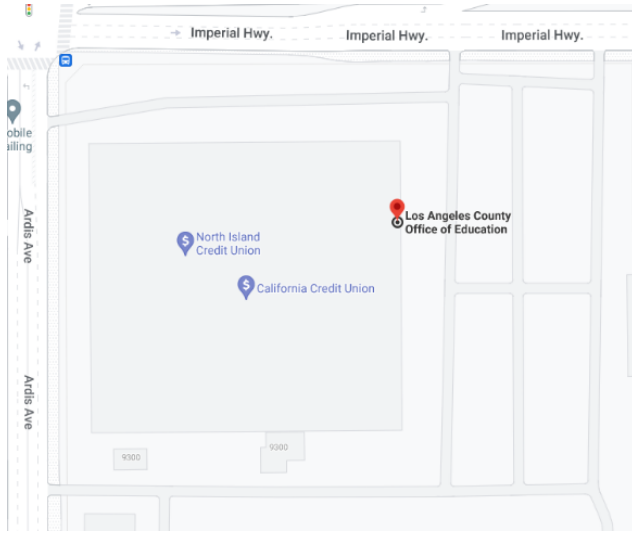 Imperial Hwy.
Imperial Hwy.
Imperial Hwy.
obile
ailing
Ardis Ave
Los Angeles County
Office of Education
North Island
Credit Union
California Credit Union
Ardis Ave
9300
9300